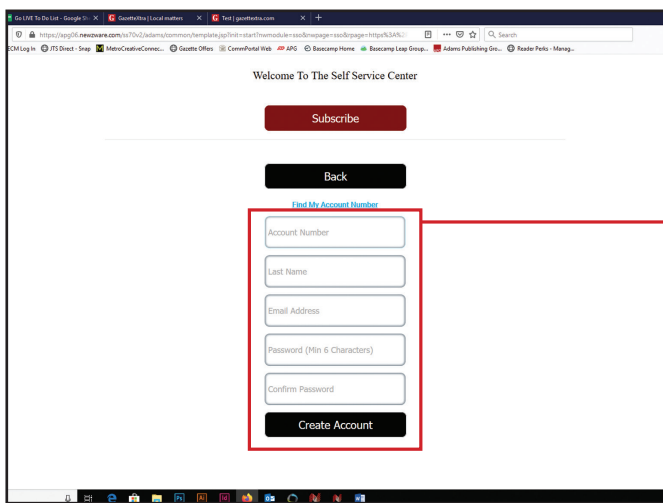 Go LIVE To Do List - Google Sh
GazetteXtra | Local matters
Test | gazettextra.com
https://apg06.newzware.com/ss70v2/adams/common/template.jsp?init=start?nwmodule=sso&nwpage=sso&rpage=https%3A%2
Search
ECM Log In
JTS Direct - Snap
MetroCreativeConnec...
Gazette Offers
CommPortal Web
APG
Basecamp Home
Basecamp Leap Group...
Adams Publishing Gro...
Reader Perks - Manag...
Welcome To The Self Service Center
Subscribe
Back
Find My Account Number
Account Number
Last Name
Email Address
Password (Min 6 Characters)
Confirm Password
Create Account